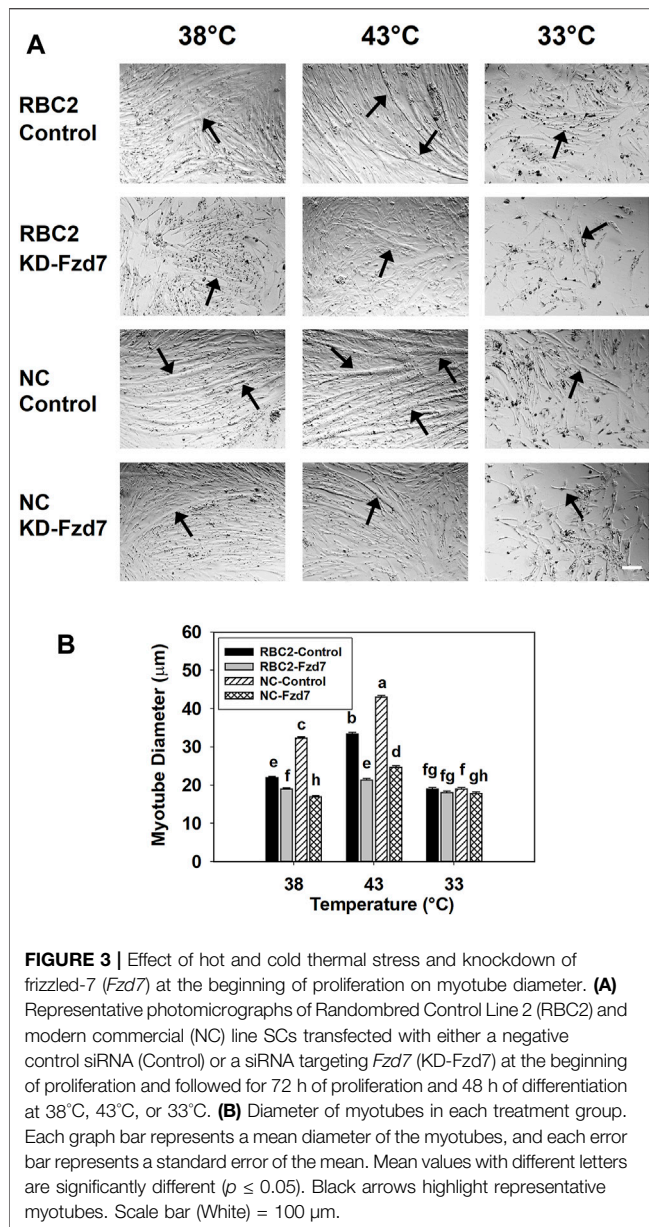 A
38°C 43°C 33°C
RBC2
Control
RBC2
KD-Fzd7
NC
Control
NC
KD-Fzd7
B
60
50
40
30
20
10
0
Myotube Diameter (μm)
RBC2-Control
RBC2-Fzd7
NC-Control
NC-Fzd7
e f c h b e a d fg fg f gh
38 43 33
Temperature (°C)
FIGURE 3 | Effect of hot and cold thermal stress and knockdown of
frizzled-7 (Fzd7) at the beginning of proliferation on myotube diameter. (A)
Representative photomicrographs of Randombred Control Line 2 (RBC2) and
modern commercial (NC) line SCs transfected with either a negative
control siRNA (Control) or a siRNA targeting Fzd7 (KD-Fzd7) at the beginning
of proliferation and followed for 72 h of proliferation and 48 h of differentiation
at 38°C, 43°C, or 33°C. (B) Diameter of myotubes in each treatment group.
Each graph bar represents a mean diameter of the myotubes, and each error
bar represents a standard error of the mean. Mean values with different letters
are significantly different (p ≤ 0.05). Black arrows highlight representative
myotubes. Scale bar (White) = 100 μm.